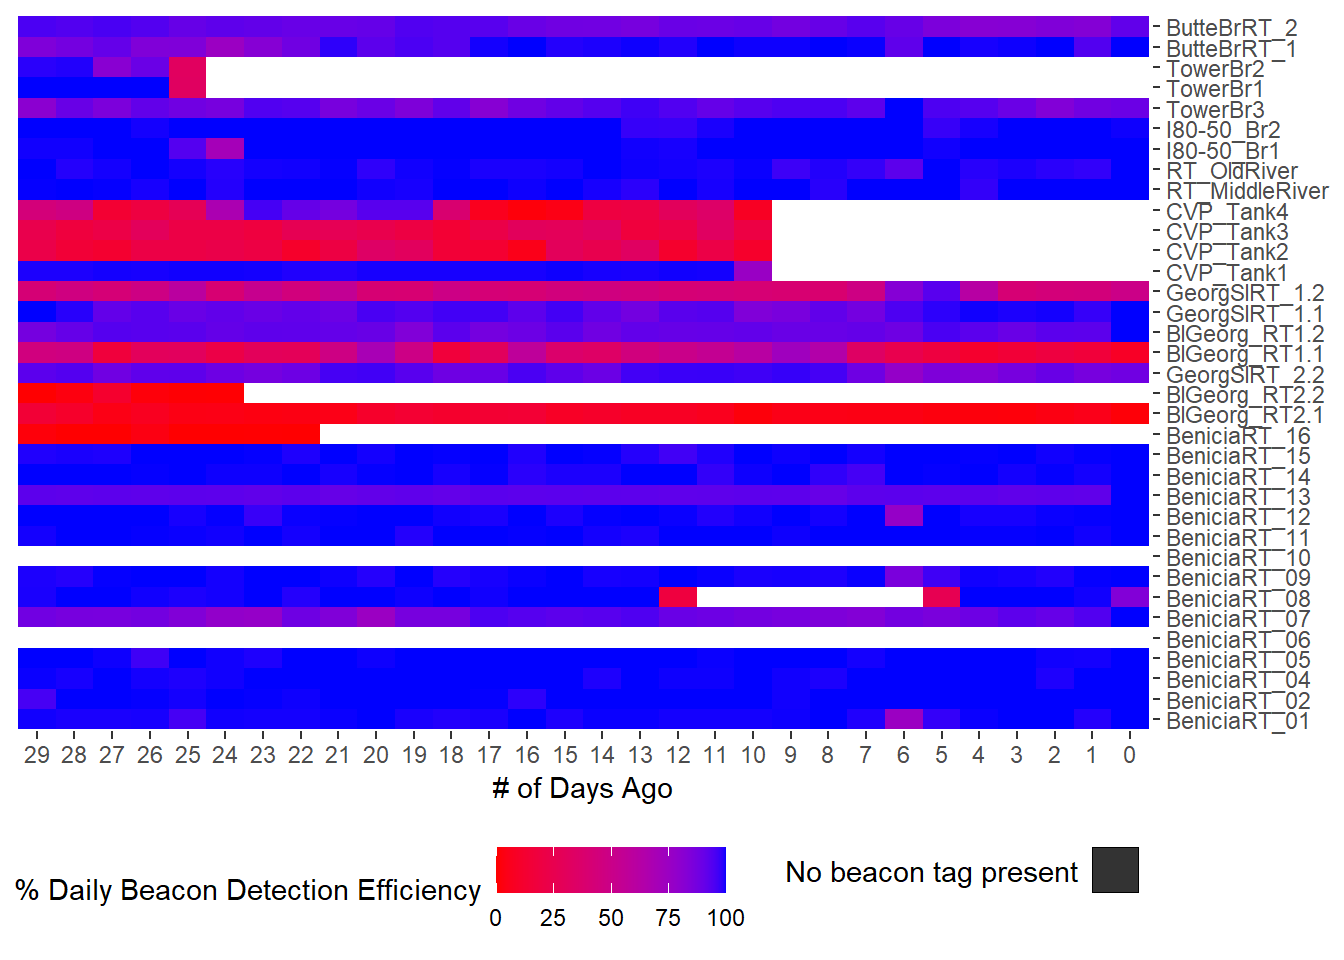 ButteBrRT_2
ButteBrRT_1
TowerBr2
TowerBr1
TowerBr3
I80-50_Br2
I80-50_Br1
RT_OldRiver
RT_MiddleRiver
CVP_Tank4
CVP_Tank3
CVP_Tank2
CVP_Tank1
GeorgSlRT_1.2
GeorgSlRT_1.1
BlGeorg_RT1.2
BlGeorg_RT1.1
GeorgSlRT_2.2
BlGeorg_RT2.2
BlGeorg_RT2.1
BeniciaRT_16
BeniciaRT_15
BeniciaRT_14
BeniciaRT_13
BeniciaRT_12
BeniciaRT_11
BeniciaRT_10
BeniciaRT_09
BeniciaRT_08
BeniciaRT_07
BeniciaRT_06
BeniciaRT_05
BeniciaRT_04
BeniciaRT_02
BeniciaRT_01
29 28 27 26 25 24 23 22 21 20 19 18 17 16 15 14 13 12 11 10 9 8 7 6 5 4 3 2 1 0
# of Days Ago
% Daily Beacon Detection Efficiency
0 25 50 75 100
No beacon tag present